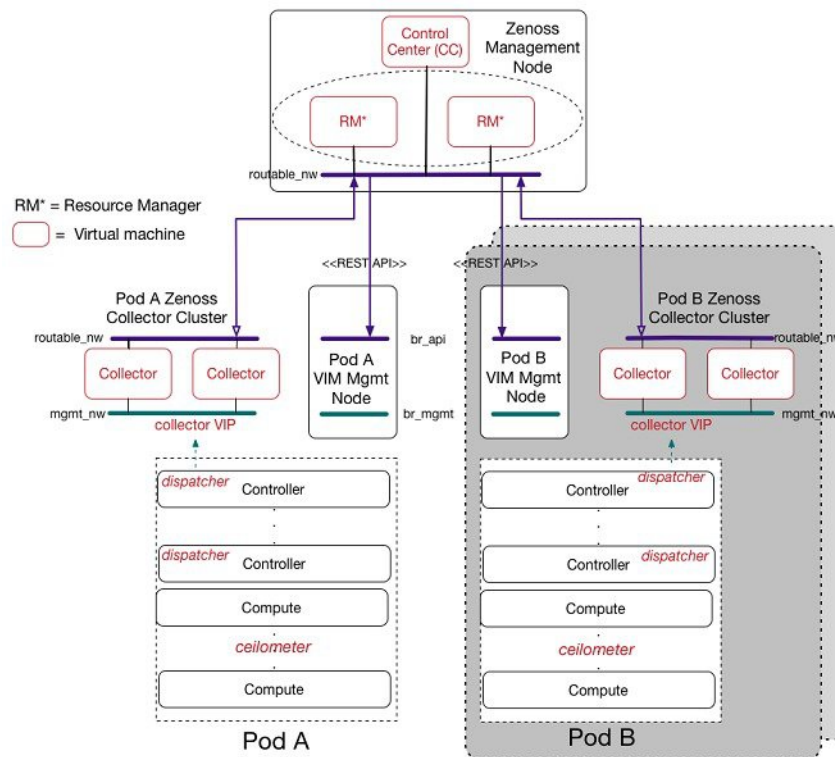 Control
Center (CC)
Zenoss
Management
Node
RM*
RM*
routable_nw
RM* = Resource Manager
= Virtual machine
<<REST API>>
<<REST API>>
Pod A Zenoss
Collector Cluster
routable_nw
Collector
Collector
mgmt_nw
collector VIP
br_api
Pod A
VIM Mgmt
Node
br_mgmt
Pod B
VIM Mgmt
Node
Pod B Zenoss
Collector Cluster
routable_nw
Collector
Collector
mgmt_nw
collector VIP
dispatcher
Controller
dispatcher
Controller
Compute
ceilometer
Compute
Pod A
dispatcher
Controller
dispatcher
Controller
Compute
ceilometer
Compute
Pod B